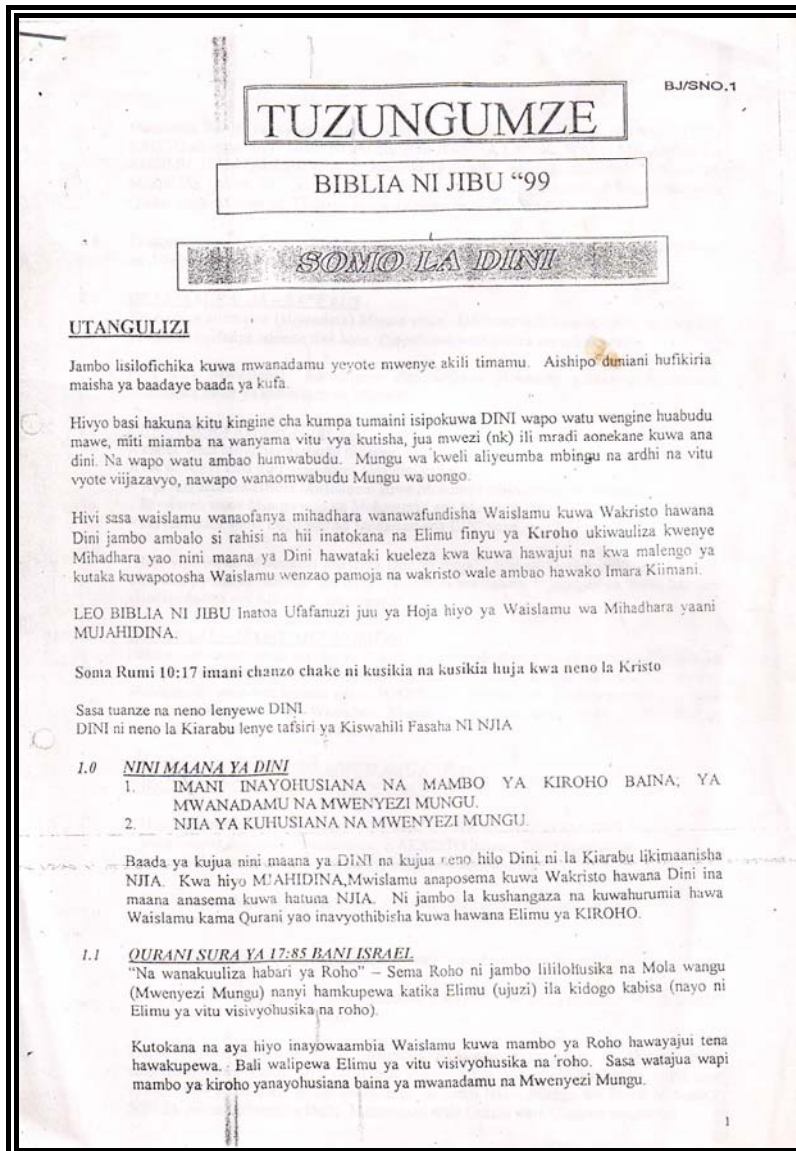 BJ/SNO.1
TUZUNGUMZE
BIBLIA NI JIBU “99
SOMO LA DINI
UTANGULIZI
Jambo lisilofichika kuwa mwanadamu yeyote mwenye akili timamu. Aishipo duniani hufikiria
maisha ya baadaye baada ya kufa.
Hivyo basi hakuna kitu kingine cha kumpa tumaini isipokuwa DINI wapo watu wengine huabudu
mawe, miti miamba na wanyama vitu vya kutisha, jua mwezi (nk) ili mradi aonekane kuwa ana
dini. Na wapo watu ambao humwabudu. Mungu wa kweli aliyeumba mbingu na ardhi na vitu
vyote viijazavyo, nawapo wanaomwabudu Mungu wa uongo.
Hivi sasa waislamu wanaofanya mihadhara wanawafundisha Waislamu kuwa Wakristo hawana
Dini jambo ambalo si rahisi na hii inatokana na Elimu finyu ya Kiroho ukiwauliza kwenye
Mihadhara yao nini maana ya Dini hawataki kueleza kwa kuwa hawajui na kwa malengo ya
kutaka kuwapotosha Waislamu wenzao pamoja na wakristo wale ambao hawako Imara Kiimani.
LEO BIBLIA NI JIBU Inatoa Ufafanuzi juu ya Hoja hiyo ya Waislamu wa Mihadhara yaani
MUJAHIDINA.
Soma Rumi 10:17 imani chanzo chake ni kusikia na kusikia huja kwa neno la Kristo
Sasa tuanze na neno lenyewe DINI
DINI ni neno la Kiarabu lenye tafsiri ya Kiswahili Fasaha NI NJIA
1.0 NINI MAANA YA DINI
1. IMANI INAYOHUSIANA NA MAMBO YA KIROHO BAINA; YA
MWANADAMU NA MWENYEZI MUNGU.
2. NJIA YA KUHUSIANA NA MWENYEZI MUNGU.
Baada ya kujua nini maana ya DINI na kujua neno hilo Dini ni la Kiarabu likimaanisha
NJIA. Kwa hiyo MJAHIDINA,Mwislamu anaposema kuwa Wakristo hawana Dini ina
maana anasema kuwa hatuna NJIA. Ni jambo la kushangaza na kuwahurumia hawa
Waislamu kama Qurani yao inavyothibisha kuwa hawana Elimu ya KIROHO.
1.1 QURANI SURA YA 17:85 BANI ISRAEL
“Na wanakuuliza habari ya Roho” – Sema Roho ni jambo lililohusika na Mola wangu
(Mwenyezi Mungu) nanyi hamkupewa katika Elimu (ujuzi) ila kidogo kabisa (nayo ni
Elimu ya vitu visivyohusika na roho).
Kutokana na aya hiyo inayowaambia Waislamu kuwa mambo ya Roho hawayajui tena
hawakupewa. Bali walipewa Elimu ya vitu visivyohusika na roho. Sasa watajua wapi
mambo ya kiroho yanayohusiana baina ya mwanadamu na Mwenyezi Mungu.
1